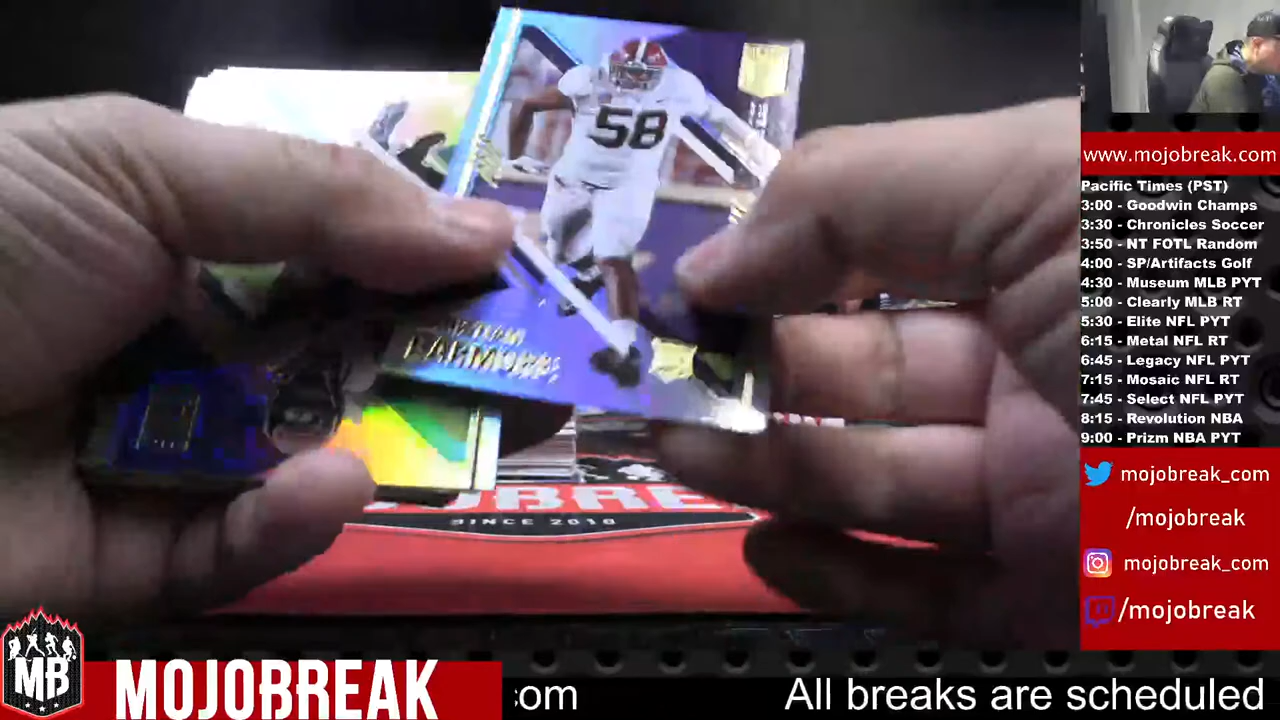 58
BARMORE
OBRE
SINCE 2010
www.mojobreak.com
Pacific Times (PST)
3:00 - Goodwin Champs
3:30 - Chronicles Soccer
3:50 - NT FOTL Random
4:00 - SP/Artifacts Golf
4:30 - Museum MLB PYT
5:00 - Clearly MLB RT
5:30 - Elite NFL PYT
6:15 - Metal NFL RT
6:45 - Legacy NFL PYT
7:15 - Mosaic NFL RT
7:45 - Select NFL PYT
8:15 - Revolution NBA
9:00 - Prizm NBA PYT
mojobreak_com
/mojobreak
mojobreak_com
/mojobreak
MB
MOJOBREAK
.com
All breaks are scheduled